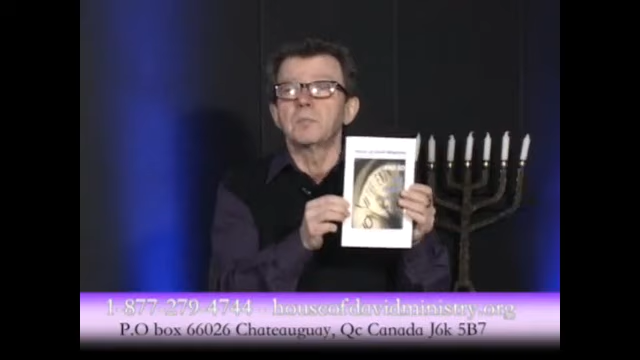 1-877-279-4744 - houseofdavidministry.org
P.O box 66026 Chateauguay, Qc Canada J6k 5B7